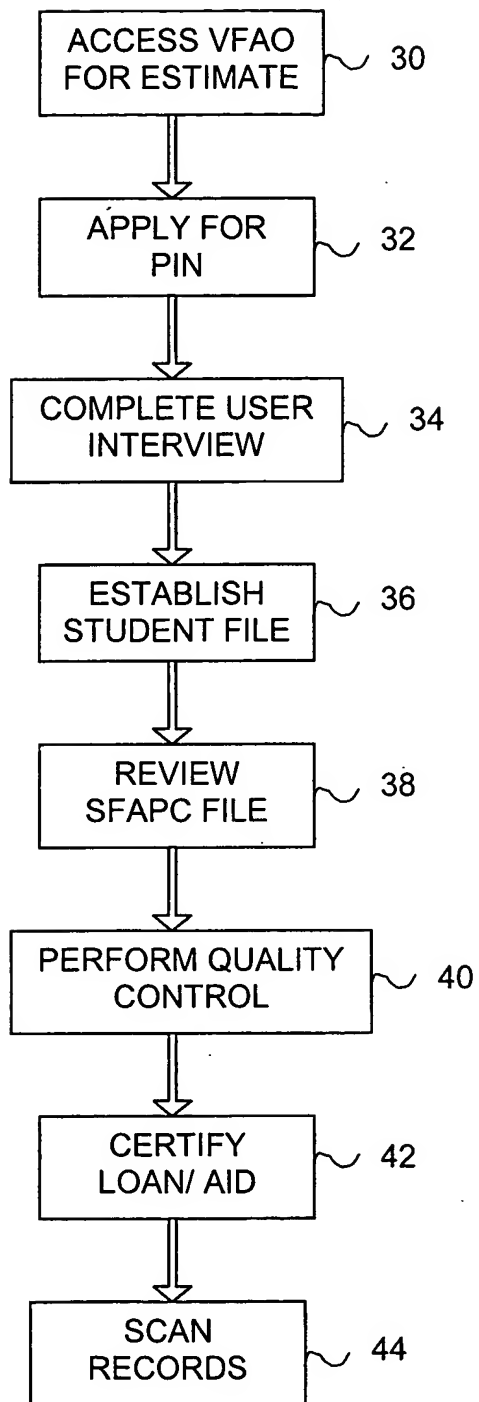 ACCESS VFAO
FOR ESTIMATE
30
APPLY FOR
PIN
32
COMPLETE USER
INTERVIEW
34
ESTABLISH
STUDENT FILE
36
REVIEW
SFAPC FILE
38
PERFORM QUALITY
CONTROL
40
CERTIFY
LOAN/ AID
42
SCAN
RECORDS
44